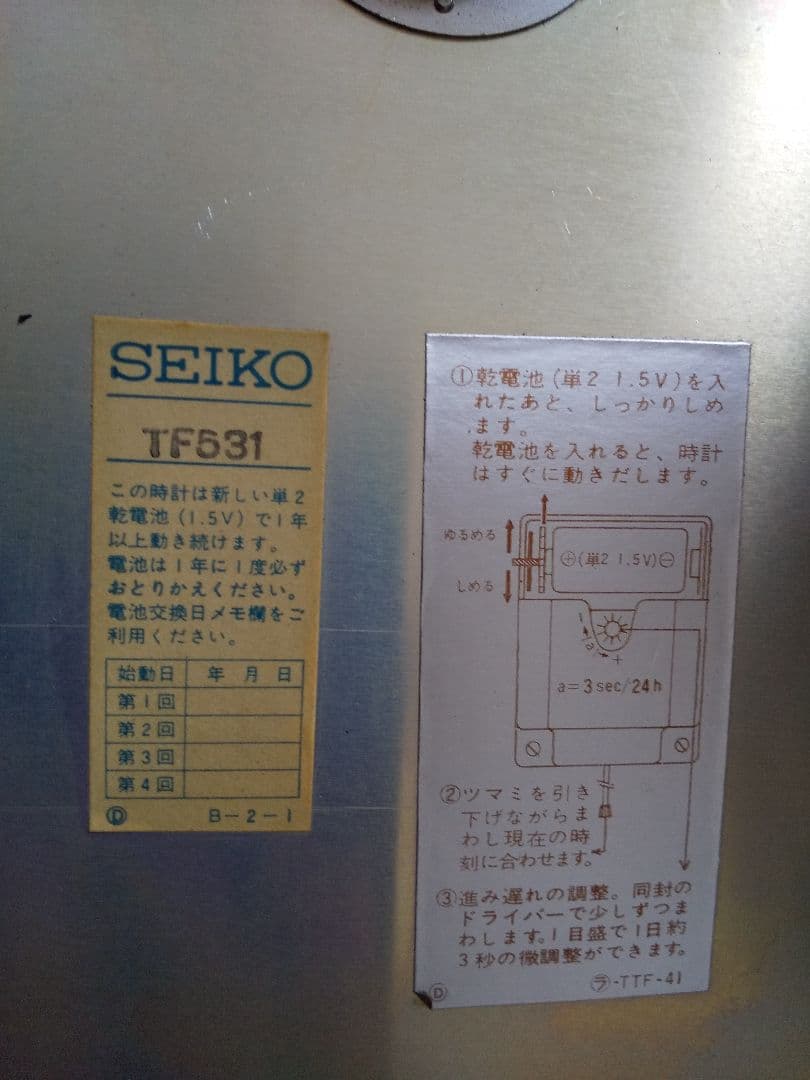 SEIKO
TF531
この時計は新しい単2
乾電池(1.5V)で1年
以上動き続けます。
電池は1年に1度必ず
おとりかえください。
電池交換日メモ欄をご
利用ください。
始動日 年 月 日
第1回
第2回
第3回
第4回
Ⓓ B-2-1
①乾電池(単2 1.5V)を入
れたあと、しっかりしめ
ます。
乾電池を入れると、時計
はすぐに動きだします。
ゆるめる
⊕(単2 1.5V)⊖
しめる
- a +
a=3sec/24h
②ツマミを引き
下げながらま
わし現在の時
刻に合わせます。
③進み遅れの調整。同封の
ドライバーで少しずつま
わします。1目盛で1日約
3秒の微調整ができます。
Ⓓ ㋶-TTF-41